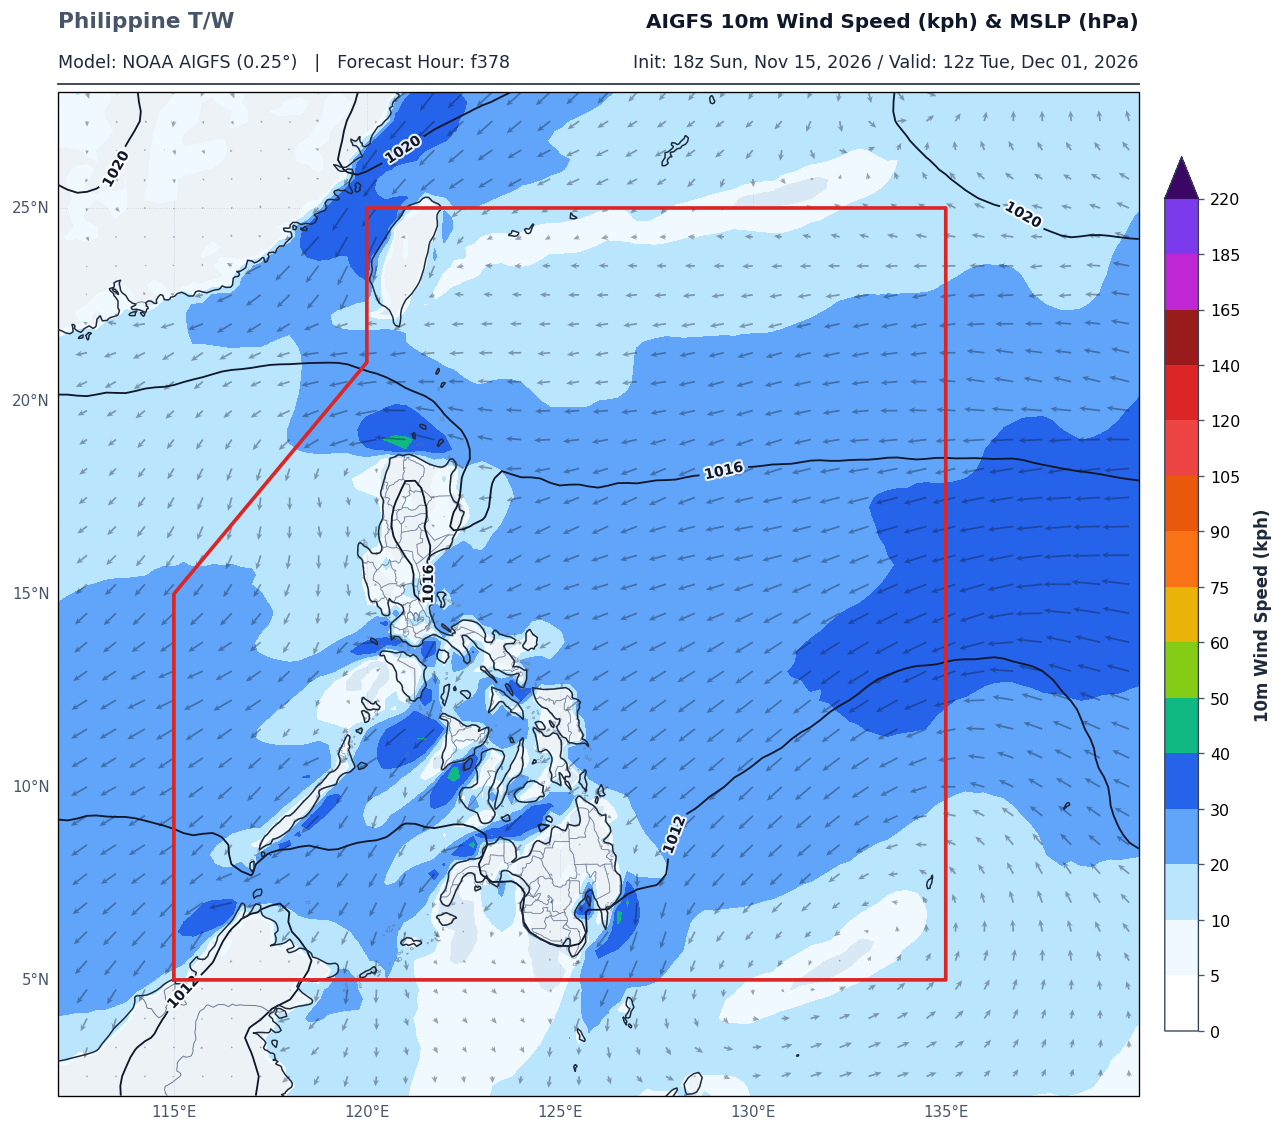 Philippine T/W
AIGFS 10m Wind Speed (kph) & MSLP (hPa)
Model: NOAA AIGFS (0.25°) | Forecast Hour: f378
Init: 18z Sun, Nov 15, 2026 / Valid: 12z Tue, Dec 01, 2026
1020
1020
1020
1016
1016
1012
1012
25°N
20°N
15°N
10°N
5°N
115°E
120°E
125°E
130°E
135°E
220
185
165
140
120
105
90
75
60
50
40
30
20
10
5
0
10m Wind Speed (kph)